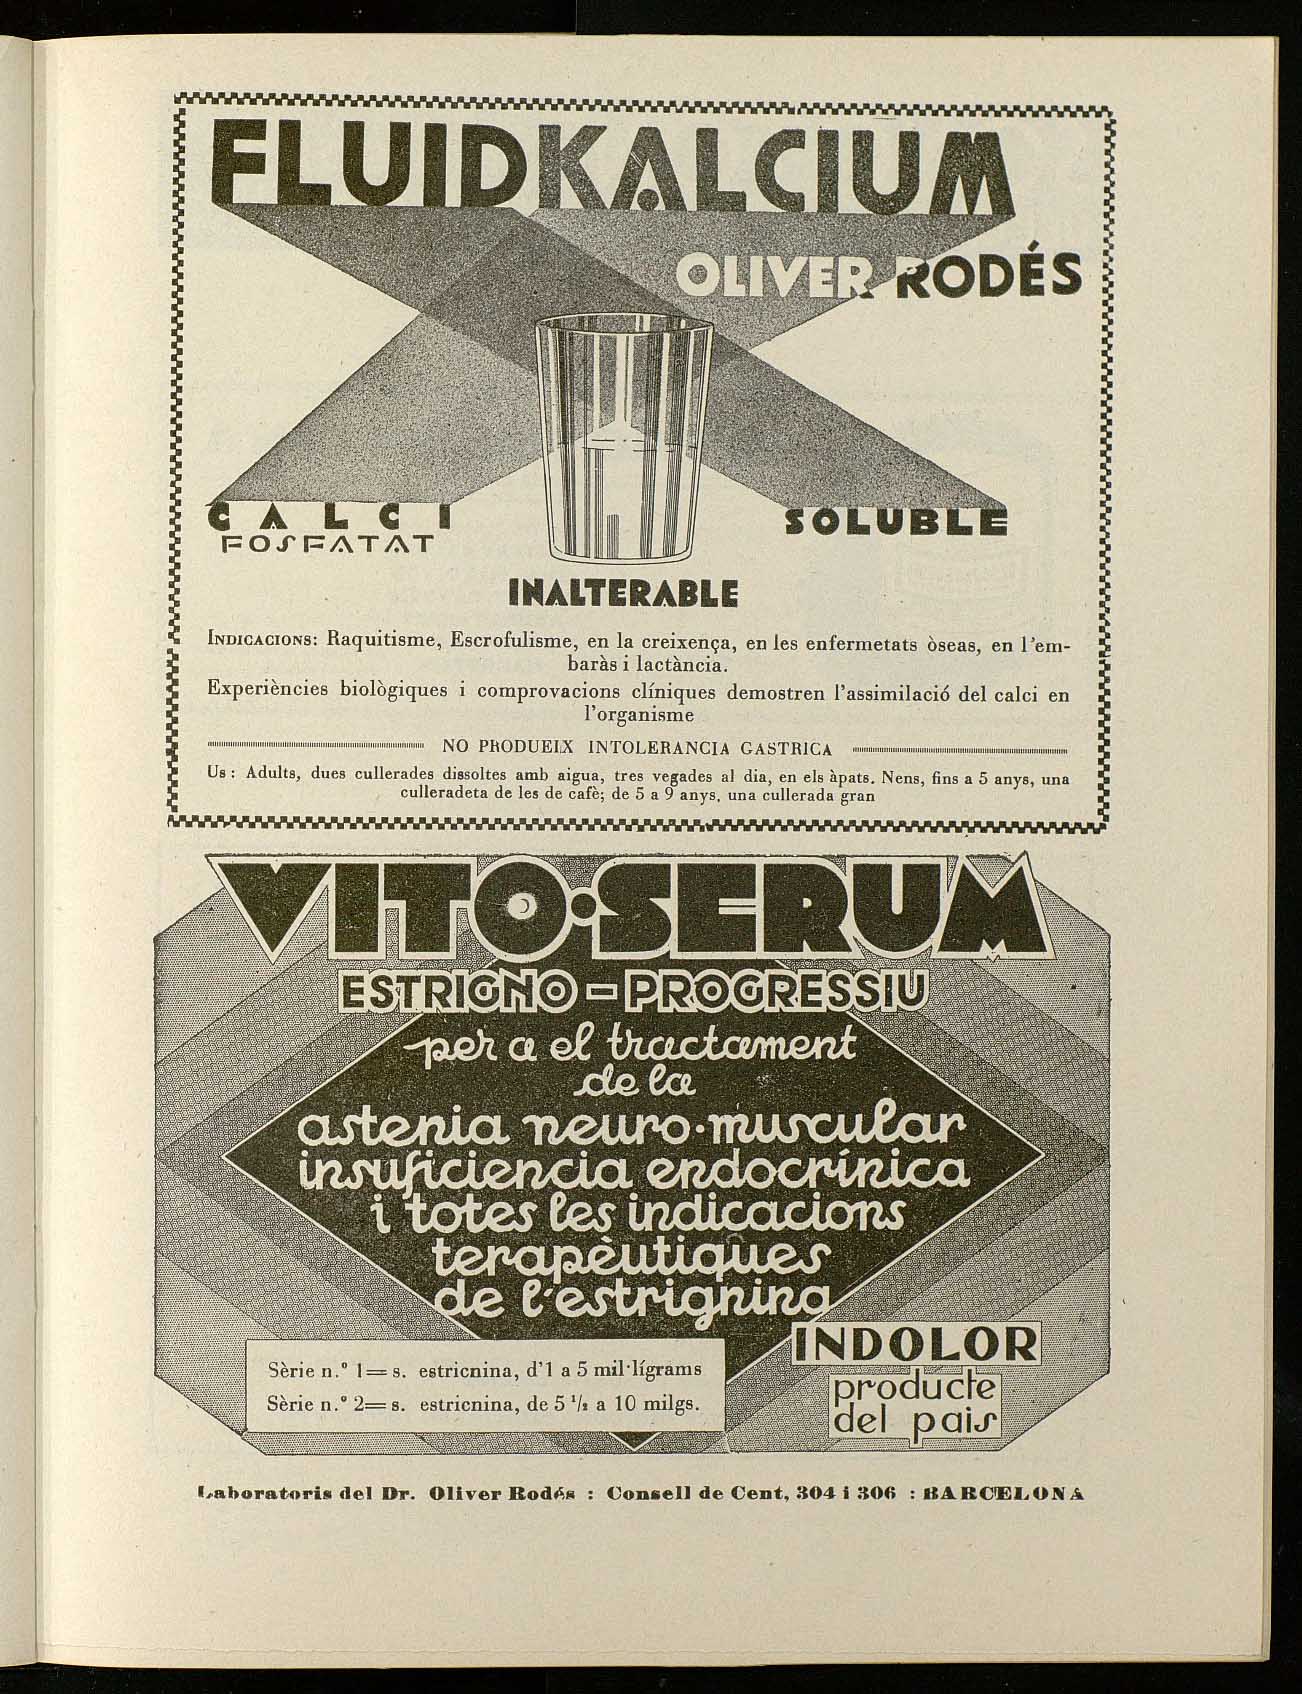 FLUIDKALCIUM
OLIVER RODÉS
CALCI
FOSFATAT
SOLUBLE
INALTERABLE
INDICACIONS: Raquitisme, Escrofulisme, en la creixença, en les enfermetats òseas, en l'em-
baràs i lactància.
Experiències biològiques i comprovacions clíniques demostren l'assimilació del calci en
l'organisme
NO PRODUEIX INTOLERANCIA GASTRICA
Us: Adults, dues cullerades dissoltes amb aigua, tres vegades al dia, en els àpats. Nens, fins a 5 anys, una
culleradeta de les de cafè; de 5 a 9 anys, una cullerada gran
VITO·SERUM
ESTRIGNO-PROGRESSIU
per a el tractament
de la
astenia neuro·muscular
insuficiencia endocrínica
i totes les indicacions
terapèutiques
de l'estrignina
Sèrie n.º 1=s. estricnina, d'1 a 5 mil·lígrams
Sèrie n.º 2=s. estricnina, de 5 1/2 a 10 milgs.
INDOLOR
producte
del pais
Laboratoris del Dr. Oliver Rodés : Consell de Cent, 304 i 306 : BARCELONA